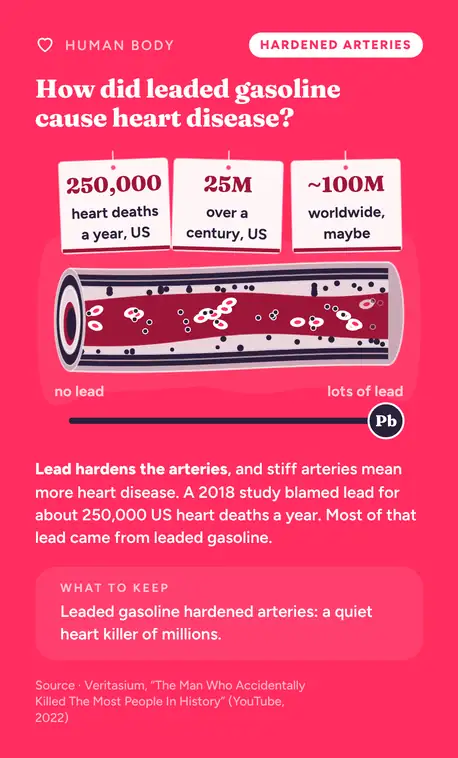 HUMAN BODY
HARDENED ARTERIES
How did leaded gasoline
cause heart disease?
250,000
heart deaths
a year, US
25M
over a
century, US
~100M
worldwide,
maybe
no lead
lots of lead
Pb
Lead hardens the arteries, and stiff arteries mean
more heart disease. A 2018 study blamed lead for
about 250,000 US heart deaths a year. Most of that
lead came from leaded gasoline.
WHAT TO KEEP
Leaded gasoline hardened arteries: a quiet
heart killer of millions.
Source · Veritasium, “The Man Who Accidentally
Killed The Most People In History” (YouTube,
2022)